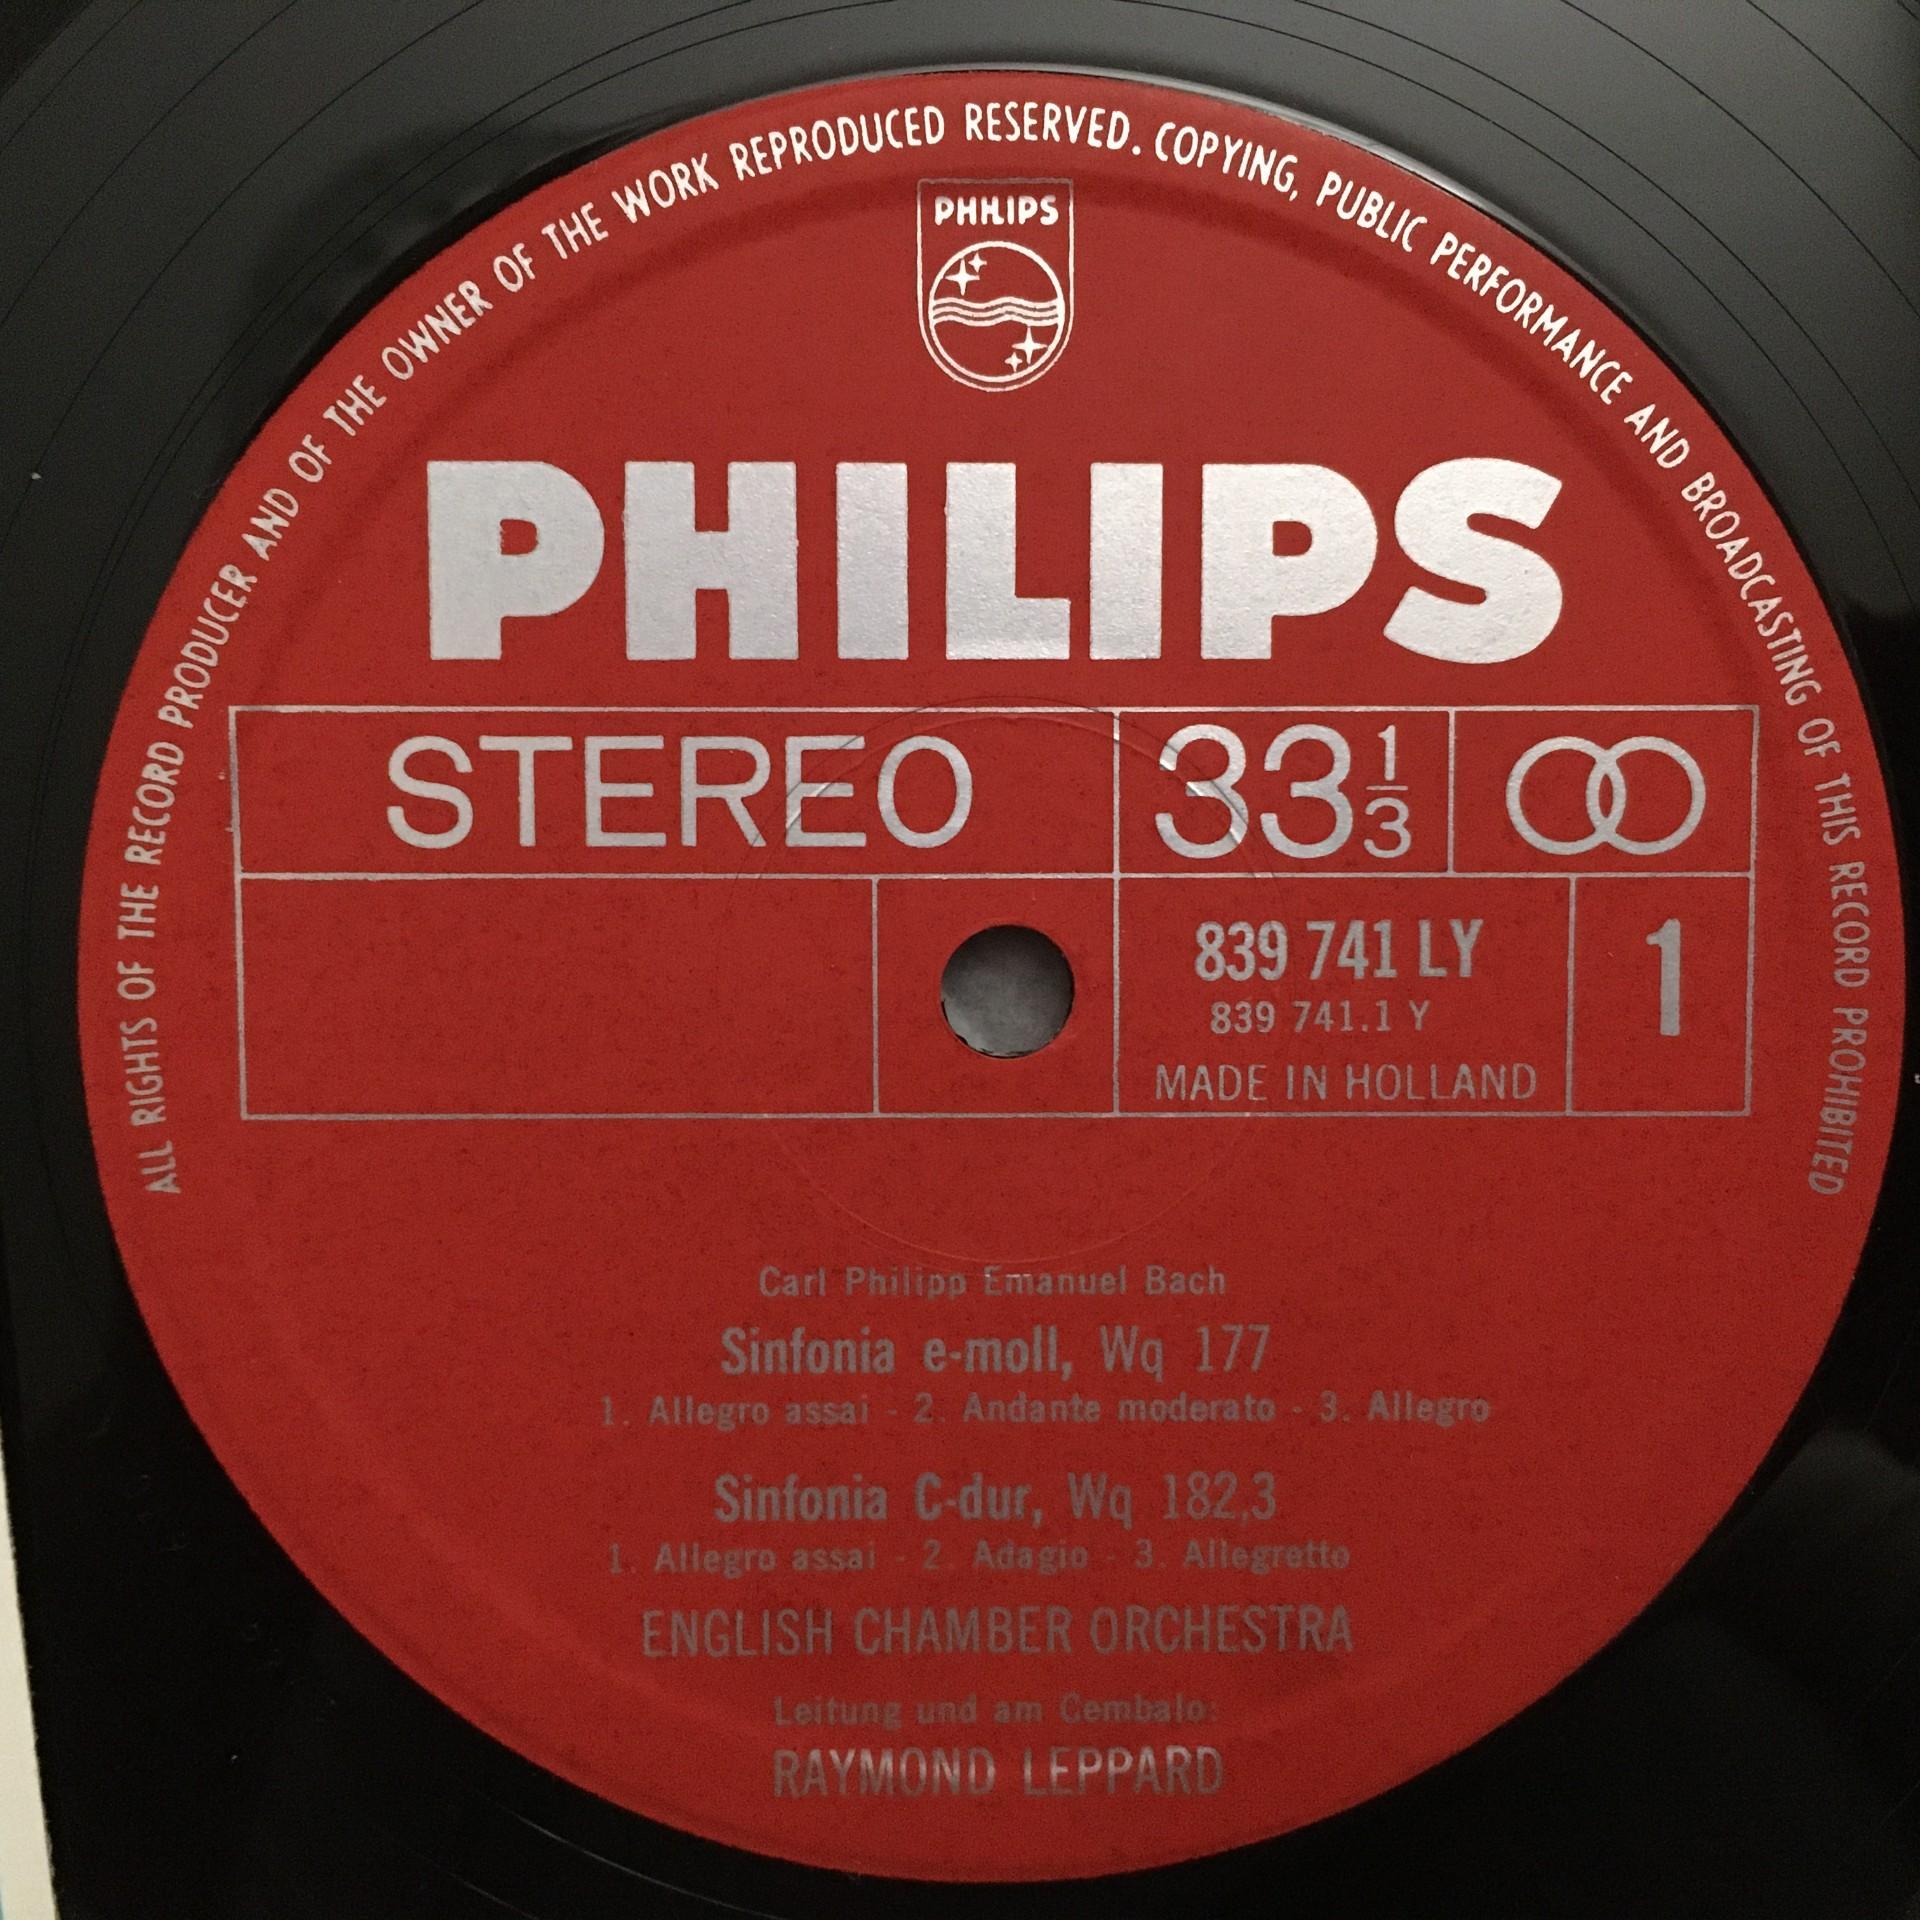 ALL RIGHTS OF THE RECORD PRODUCER AND OF THE OWNER OF THE WORK REPRODUCED RESERVED. COPYING, PUBLIC PERFORMANCE AND BROADCASTING OF THIS RECORD PROHIBITED
PHILIPS
PHILIPS
STEREO 33 1/3
839 741 LY 1
839 741.1 Y
MADE IN HOLLAND
Carl Philipp Emanuel Bach
Sinfonia e-moll, Wq 177
1. Allegro assai - 2. Andante moderato - 3. Allegro
Sinfonia C-dur, Wq 182,3
1. Allegro assai - 2. Adagio - 3. Allegretto
ENGLISH CHAMBER ORCHESTRA
Leitung und am Cembalo:
RAYMOND LEPPARD